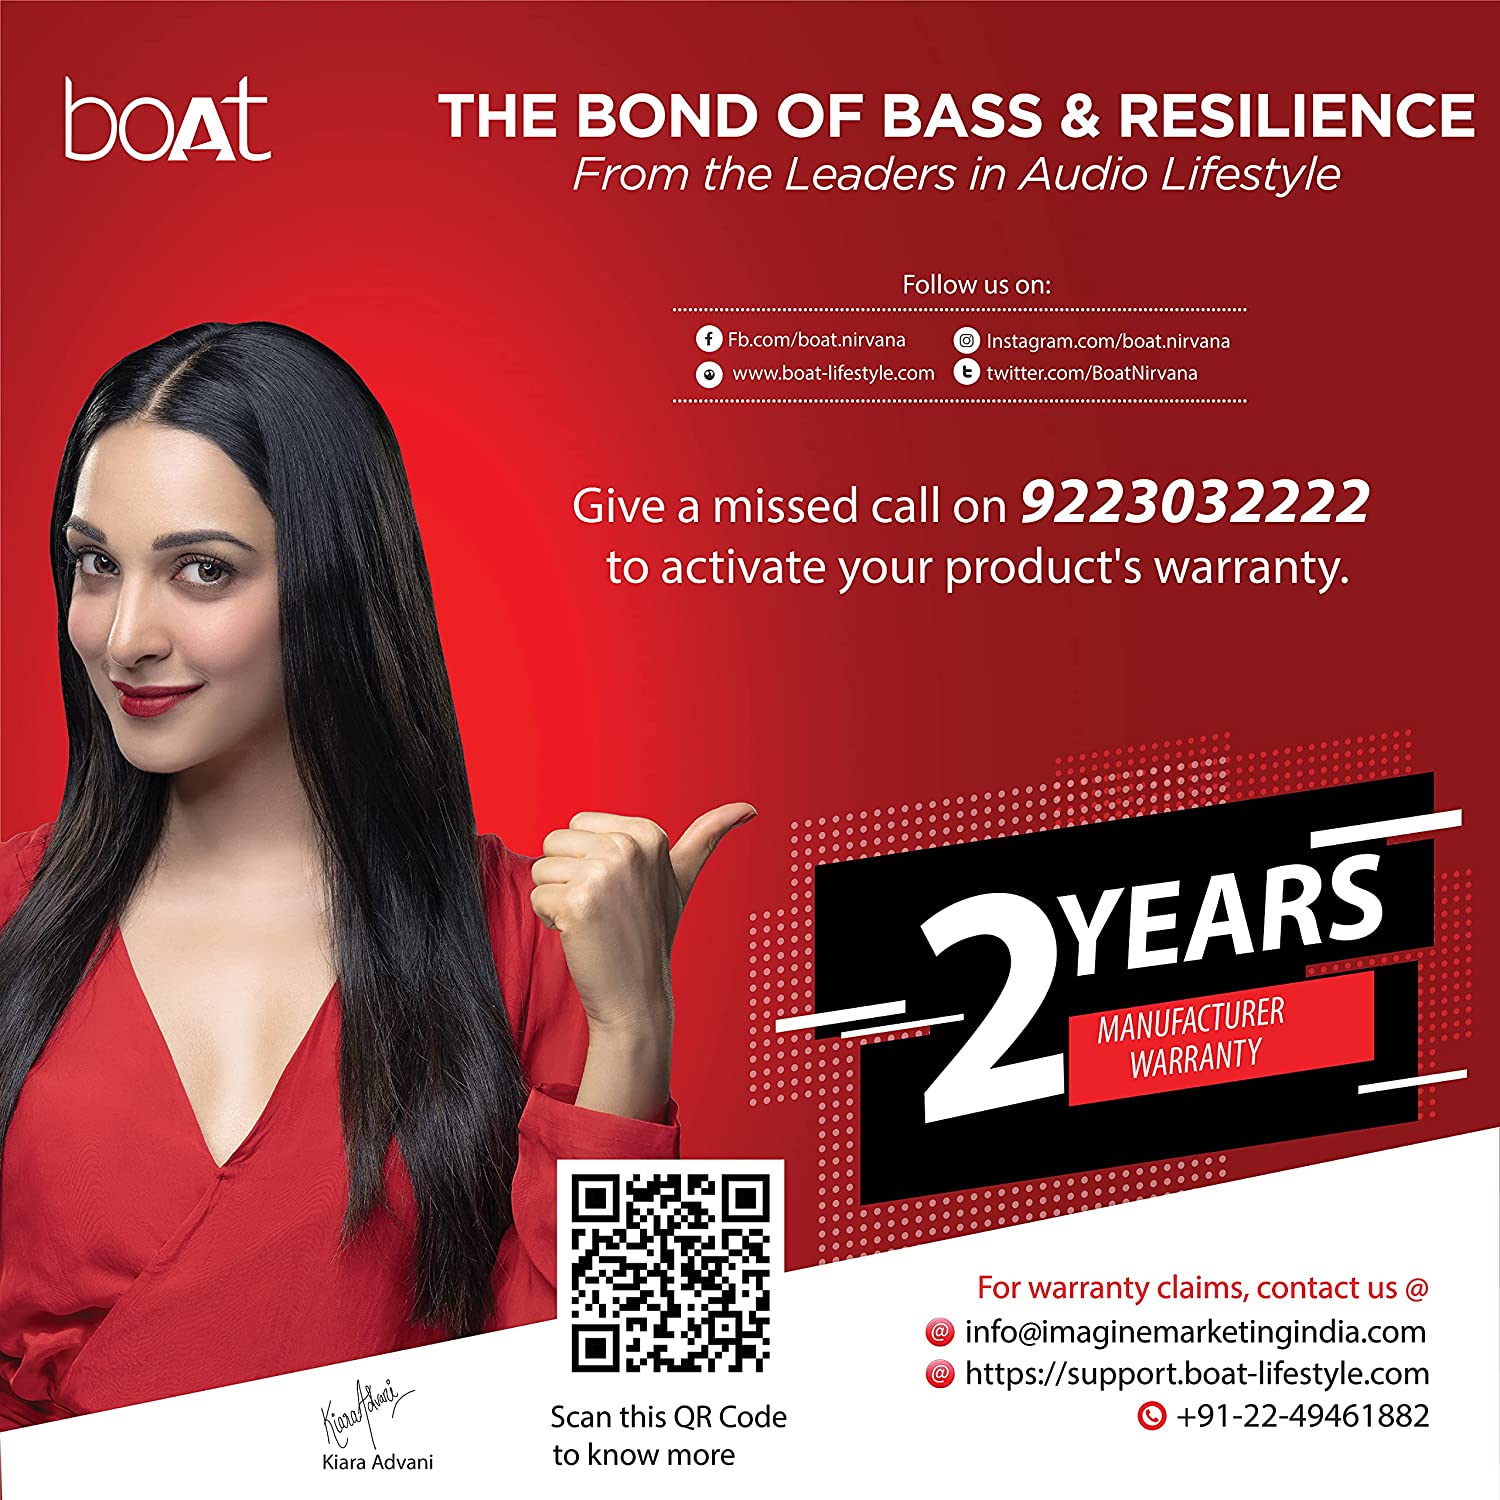 boAt
THE BOND OF BASS & RESILIENCE
From the Leaders in Audio Lifestyle
Follow us on:
Fb.com/boat.nirvana
Instagram.com/boat.nirvana
www.boat-lifestyle.com
twitter.com/BoatNirvana
Give a missed call on 9223032222
to activate your product's warranty.
2 YEARS
MANUFACTURER
WARRANTY
For warranty claims, contact us @
info@imaginemarketingindia.com
https://support.boat-lifestyle.com
+91-22-49461882
Kiara Advani
Kiara Advani
Scan this QR Code
to know more